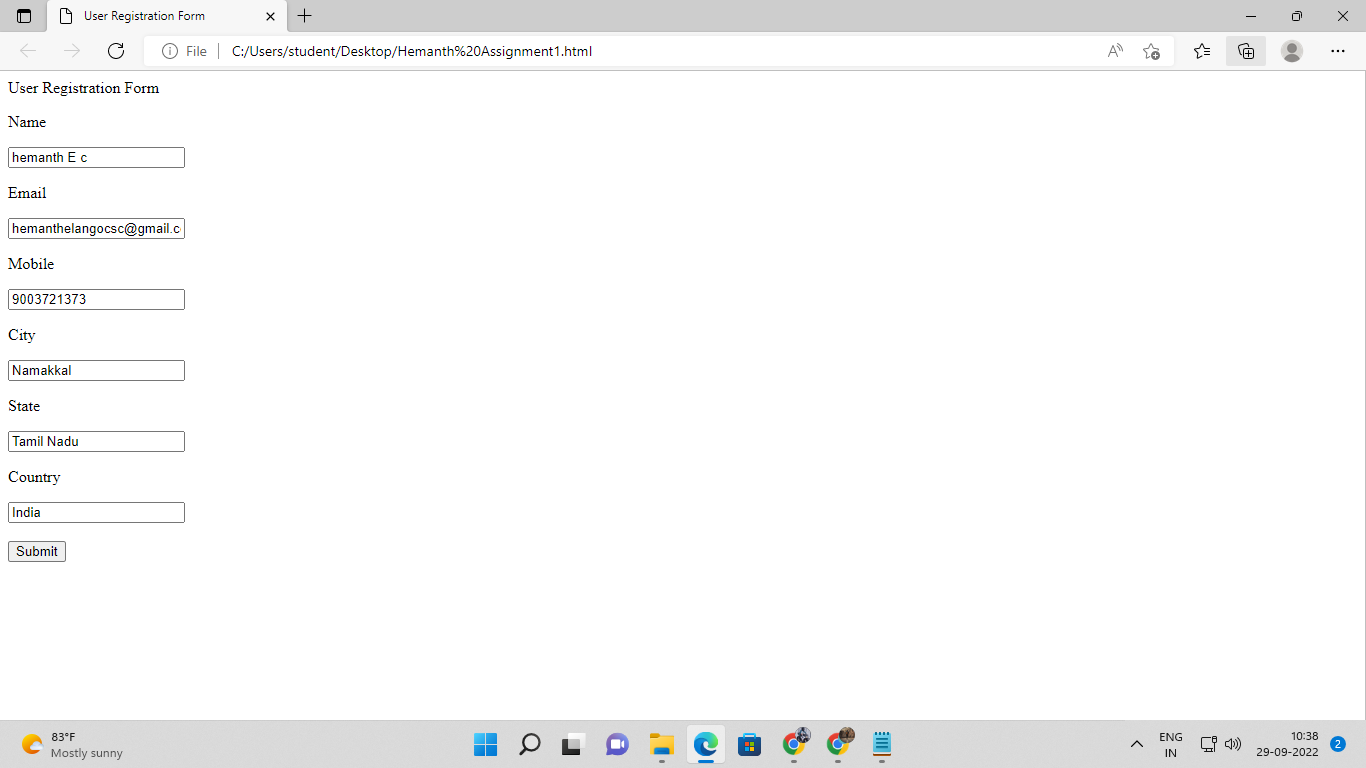 User Registration Form
File
C:/Users/student/Desktop/Hemanth%20Assignment1.html
User Registration Form
Name
hemanth E c
Email
hemanthelangocsc@gmail.c
Mobile
9003721373
City
Namakkal
State
Tamil Nadu
Country
India
Submit
83°F
Mostly sunny
ENG
IN
10:38
29-09-2022
2